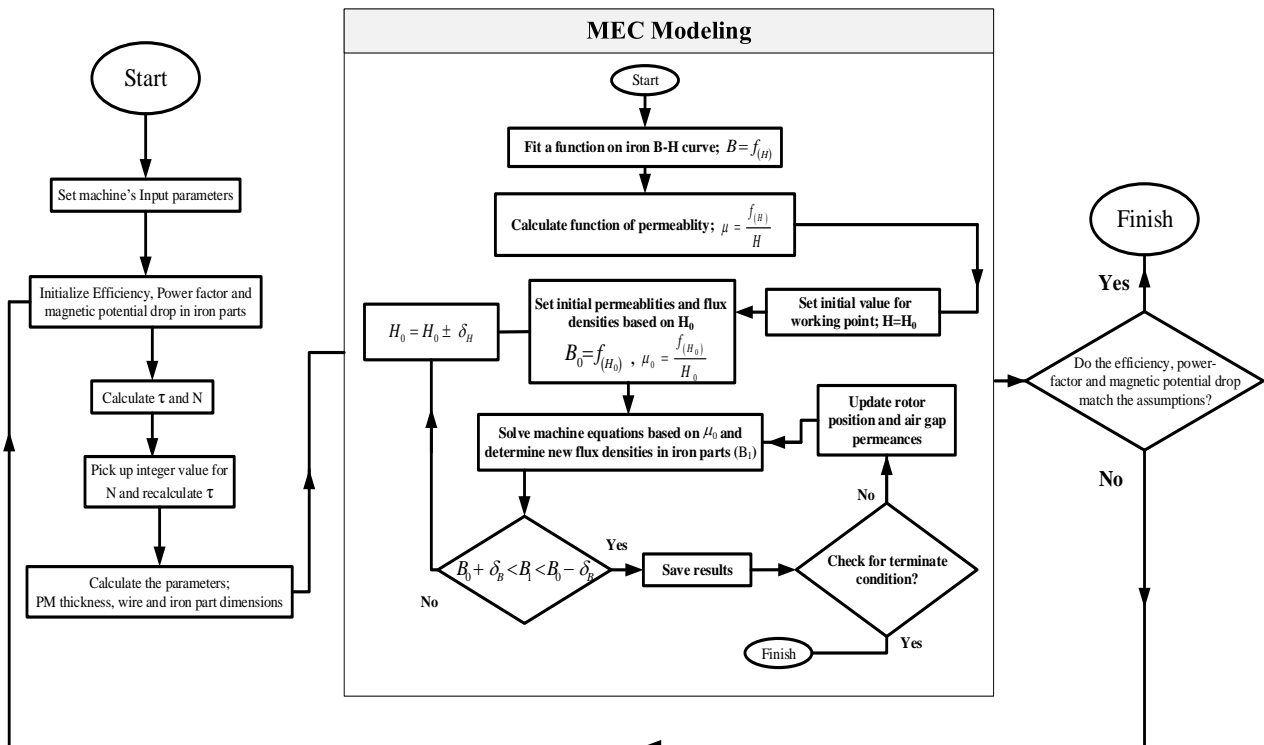 Start
Set machine's Input parameters
Initialize Efficiency, Power factor and
magnetic potential drop in iron parts
Calculate τ and N
Pick up integer value for
N and recalculate τ
Calculate the parameters;
PM thickness, wire and iron part dimensions
MEC Modeling
Start
Fit a function on iron B-H curve; B=f(H)
Calculate function of permeablity; μ = f(H) / H
Set initial value for
working point; H=H₀
Set initial permeablities and flux
densities based on H₀
B₀=f(H₀) , μ₀ = f(H₀) / H₀
H₀ = H₀ ± δH
Solve machine equations based on μ₀ and
determine new flux densities in iron parts (B₁)
Update rotor
position and air gap
permeances
B₀ + δB <B₁<B₀ − δB
Yes
No
Save results
Check for terminate
condition?
No
Yes
Finish
Do the efficiency, power-
factor and magnetic potential drop
match the assumptions?
Yes
No
Finish